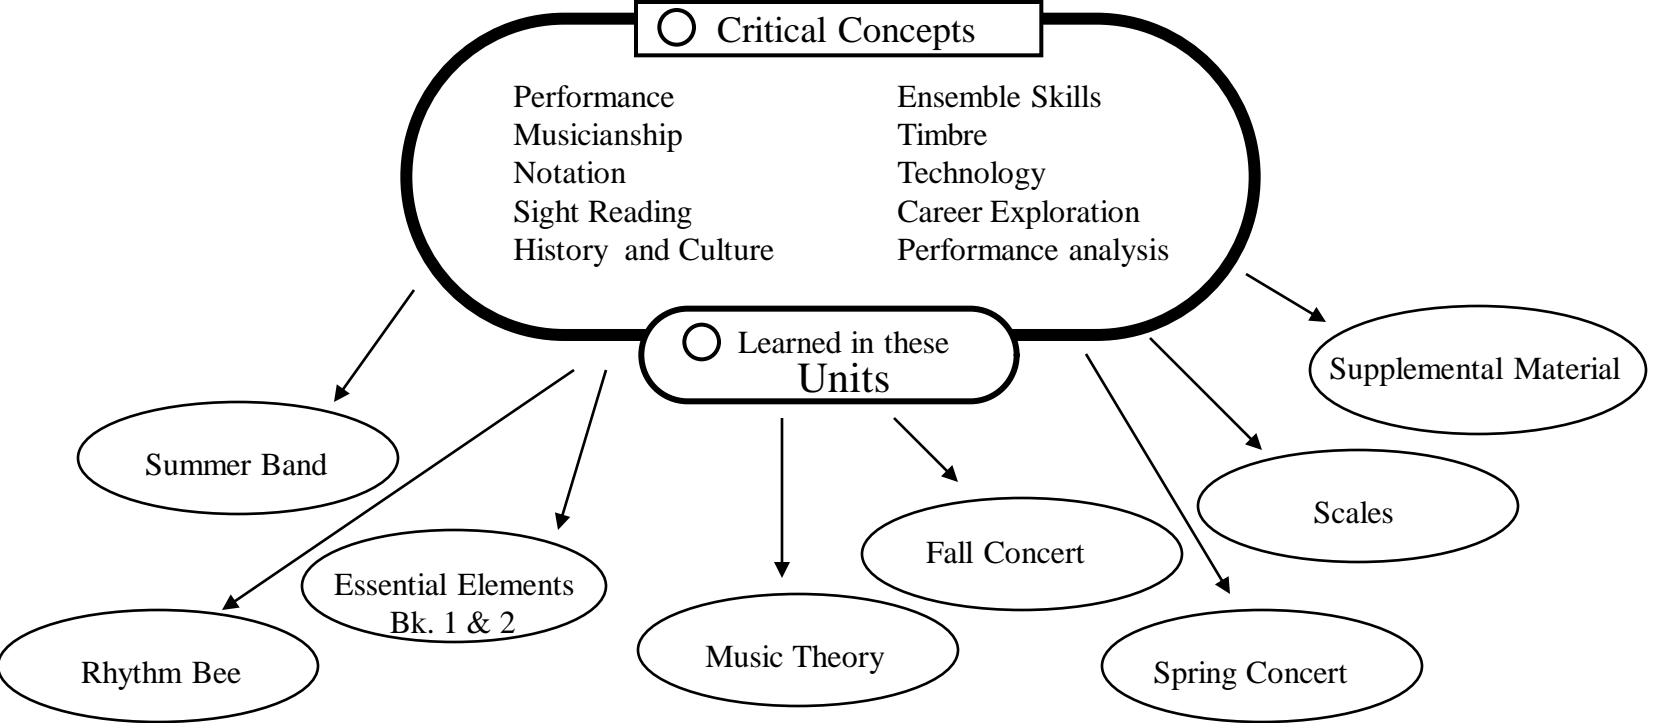 Critical Concepts
Performance
Musicianship
Notation
Sight Reading
History and Culture
Ensemble Skills
Timbre
Technology
Career Exploration
Performance analysis
Learned in these
Units
Summer Band
Rhythm Bee
Essential Elements
Bk. 1 & 2
Music Theory
Fall Concert
Spring Concert
Scales
Supplemental Material